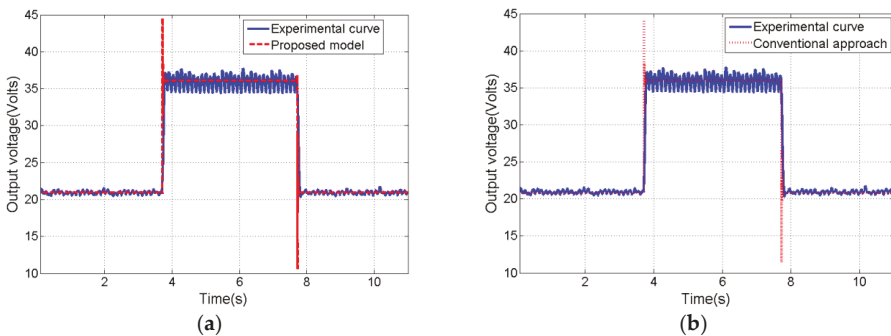 45
40
35
30
25
20
15
10
Output voltage(Volts)
Experimental curve
Proposed model
2
4
6
8
10
Time(s)
(a)
45
40
35
30
25
20
15
10
Output voltage(Volts)
Experimental curve
Conventional approach
2
4
6
8
10
Time(s)
(b)